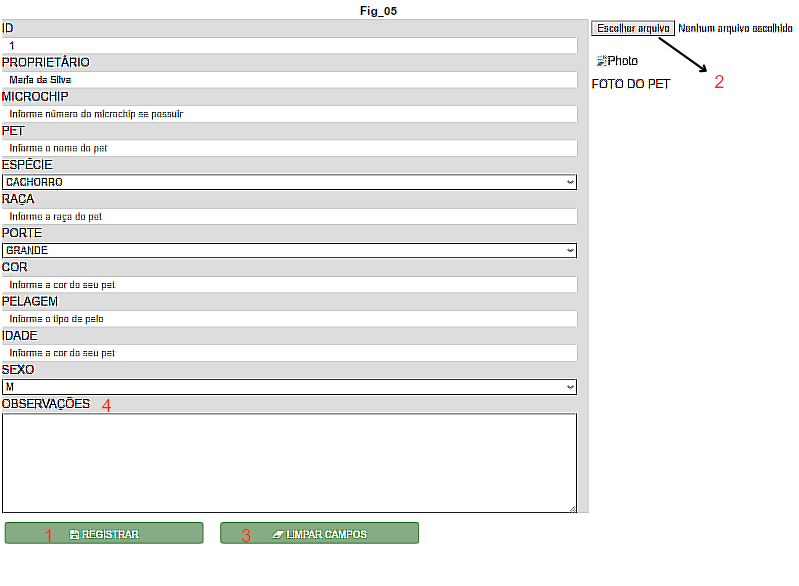 Fig_05
ID
1
PROPRIETÁRIO
Maria da Silva
MICROCHIP
Informe número do microchip se possuir
PET
Informe o nome do pet
ESPÉCIE
CACHORRO
RAÇA
Informe a raça do pet
PORTE
GRANDE
COR
Informe a cor do seu pet
PELAGEM
Informe o tipo de pelo
IDADE
Informe a cor do seu pet
SEXO
M
OBSERVAÇÕES 4
1 REGISTRAR
3 LIMPAR CAMPOS
Escolher arquivo Nenhum arquivo escolhido
Photo
FOTO DO PET 2